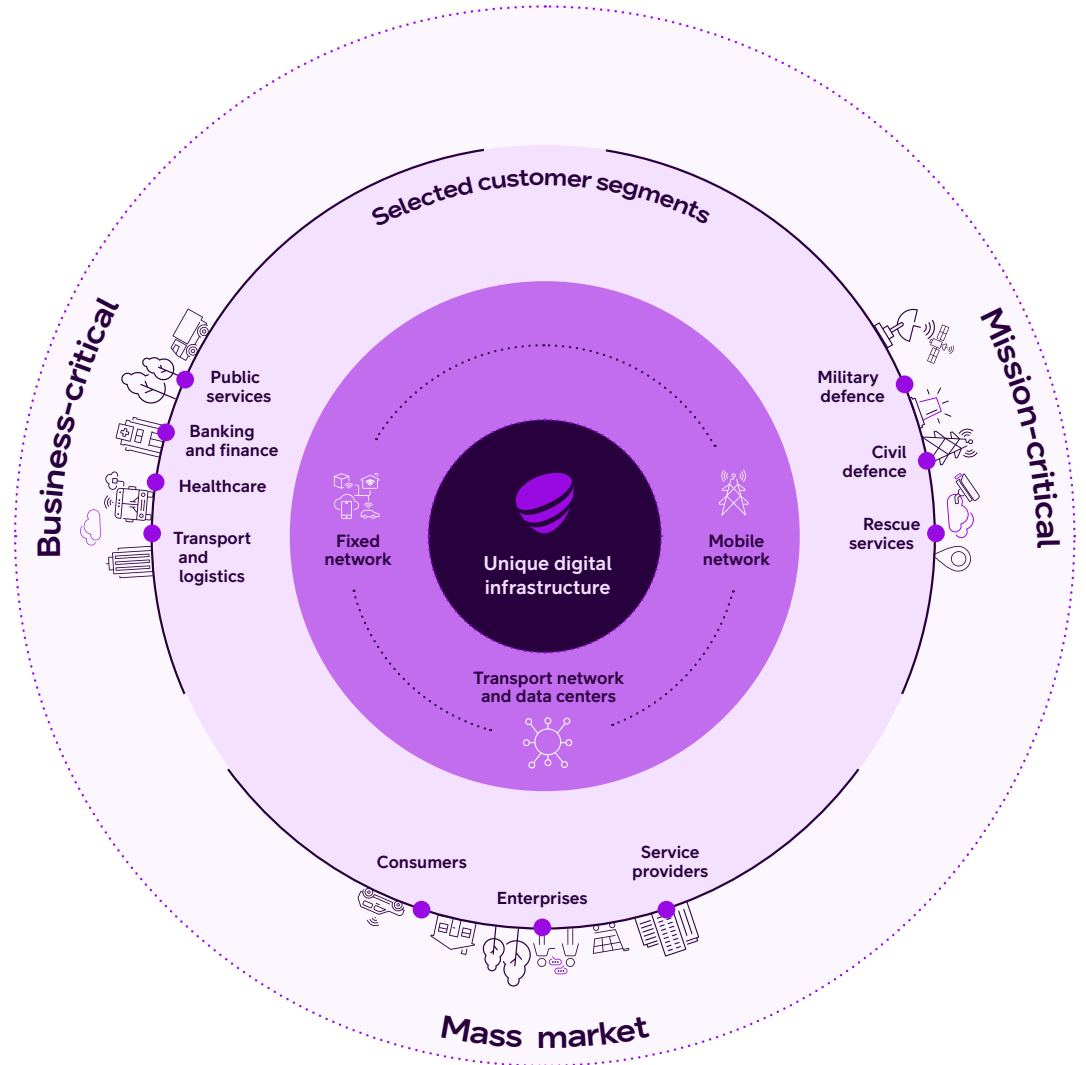 Selected customer segments
Business-critical
Public
services
Banking
and finance
Healthcare
Transport
and
logistics
Mission-critical
Military
defence
Civil
defence
Rescue
services
Fixed
network
Unique digital
infrastructure
Mobile
network
Transport network
and data centers
Consumers
Enterprises
Service
providers
Mass market